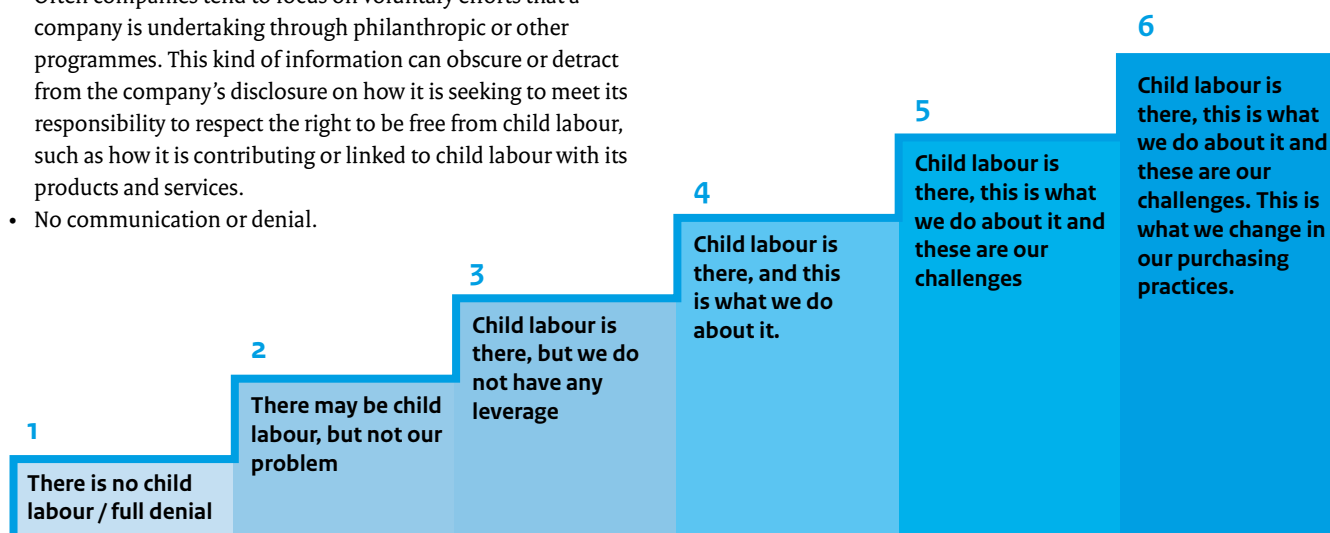 Often companies tend to focus on voluntary efforts that a
company is undertaking through philanthropic or other
programmes. This kind of information can obscure or detract
from the company’s disclosure on how it is seeking to meet its
responsibility to respect the right to be free from child labour,
such as how it is contributing or linked to child labour with its
products and services.
• No communication or denial.
1
There is no child
labour / full denial
2
There may be child
labour, but not our
problem
3
Child labour is
there, but we do
not have any
leverage
4
Child labour is
there, and this
is what we do
about it.
5
Child labour is
there, this is what
we do about it and
these are our
challenges
6
Child labour is
there, this is what
we do about it and
these are our
challenges. This is
what we change in
our purchasing
practices.